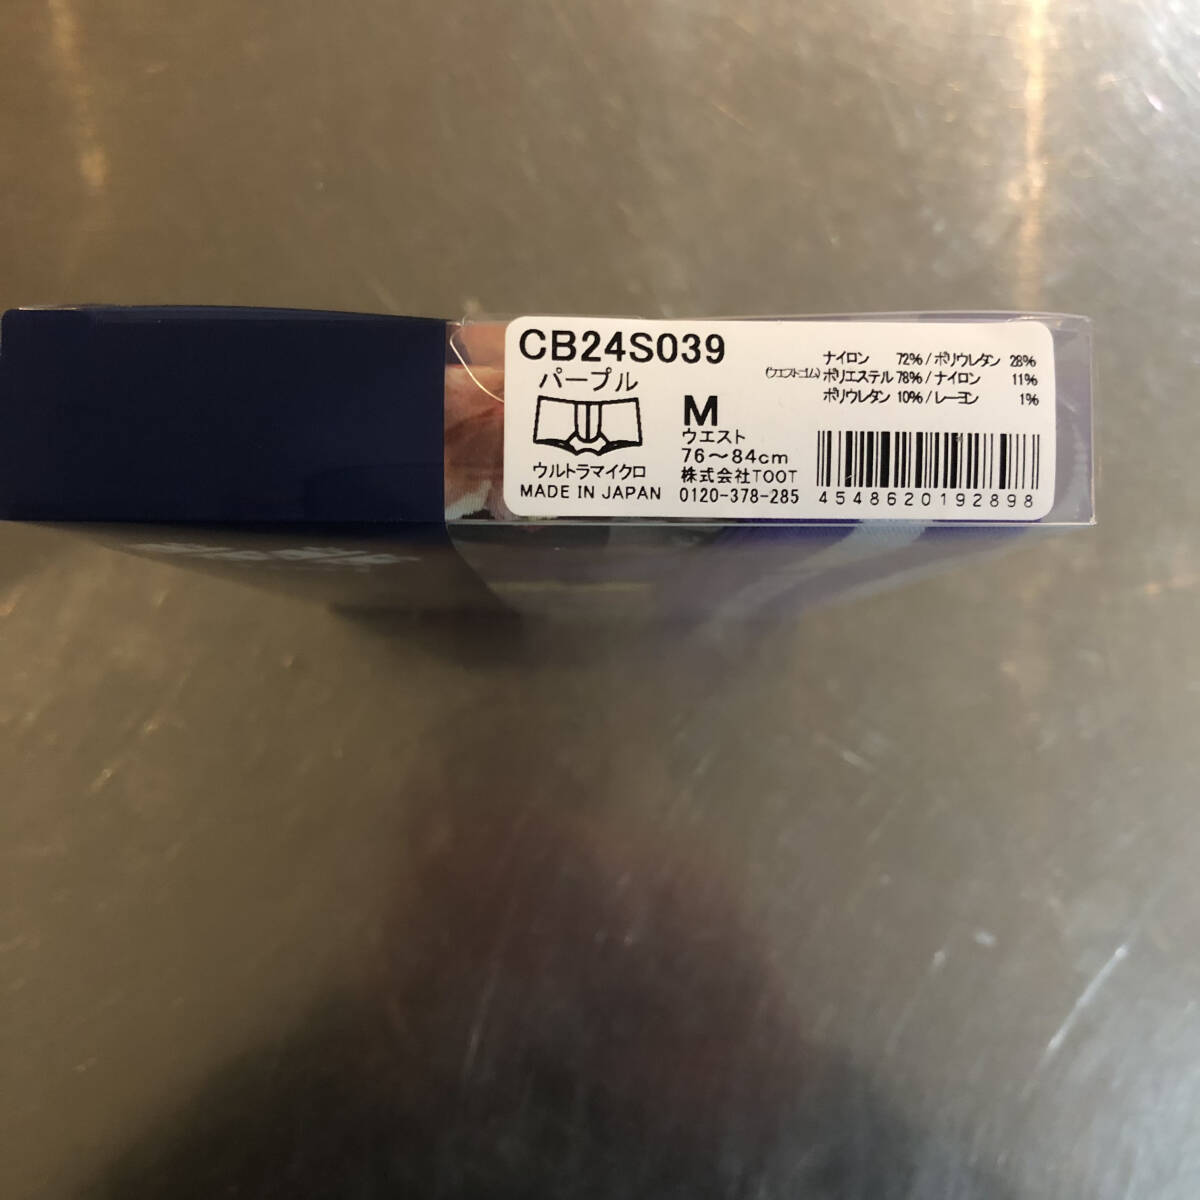 CB24S039
パープル
ウルトラマイクロ
MADE IN JAPAN
M
ウエスト
76～84cm
株式会社TOOT
0120-378-285
ナイロン 72%/ポリウレタン 28%
(ウエストゴム)ポリエステル 78%/ナイロン 11%
ポリウレタン 10%/レーヨン 1%
4548620192898